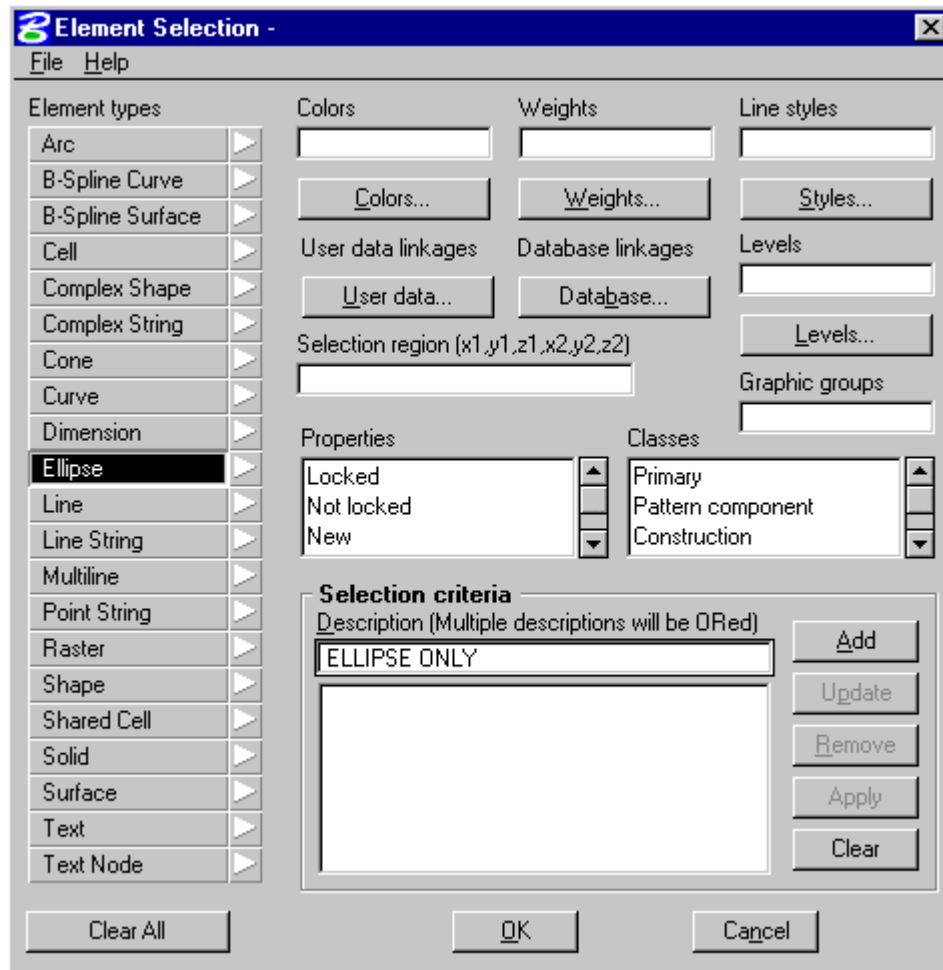 Element Selection -
File Help
Element types
Arc
B-Spline Curve
B-Spline Surface
Cell
Complex Shape
Complex String
Cone
Curve
Dimension
Ellipse
Line
Line String
Multiline
Point String
Raster
Shape
Shared Cell
Solid
Surface
Text
Text Node
Colors
Weights
Line styles
Colors...
Weights...
Styles...
User data linkages
Database linkages
Levels
User data...
Database...
Levels...
Selection region (x1,y1,z1,x2,y2,z2)
Graphic groups
Properties
Locked
Not locked
New
Classes
Primary
Pattern component
Construction
Selection criteria
Description (Multiple descriptions will be ORed)
ELLIPSE ONLY
Add
Update
Remove
Apply
Clear
Clear All
OK
Cancel